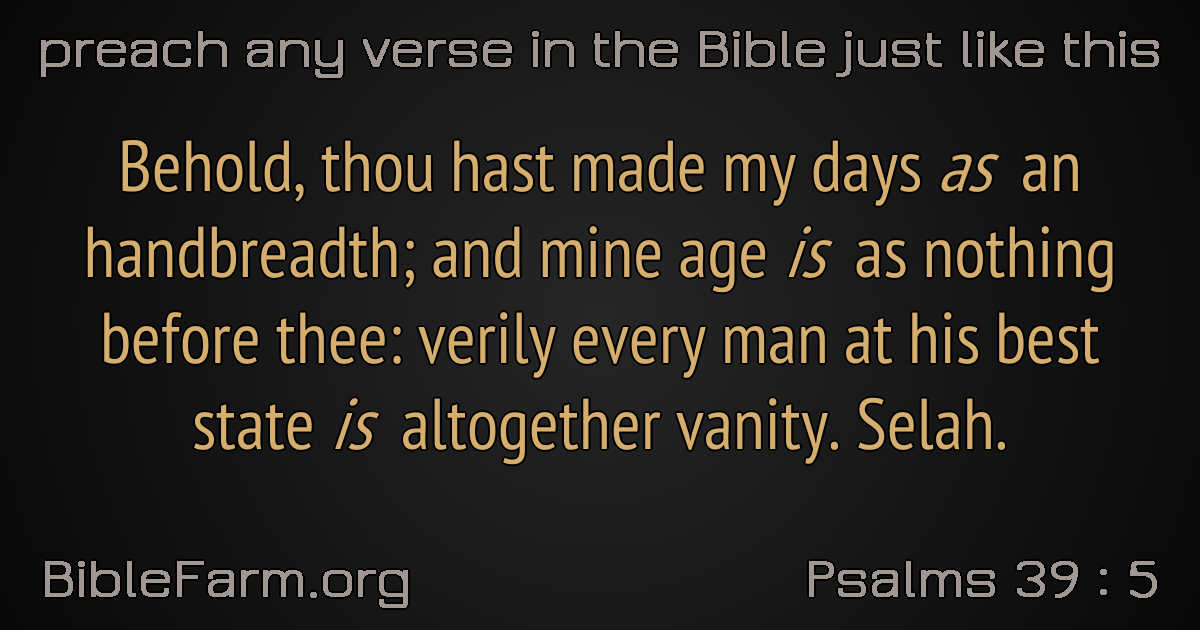 preach any verse in the Bible just like this
Behold, thou hast made my days as an
handbreadth; and mine age is as nothing
before thee: verily every man at his best
state is altogether vanity. Selah.
BibleFarm.org
Psalms 39 : 5